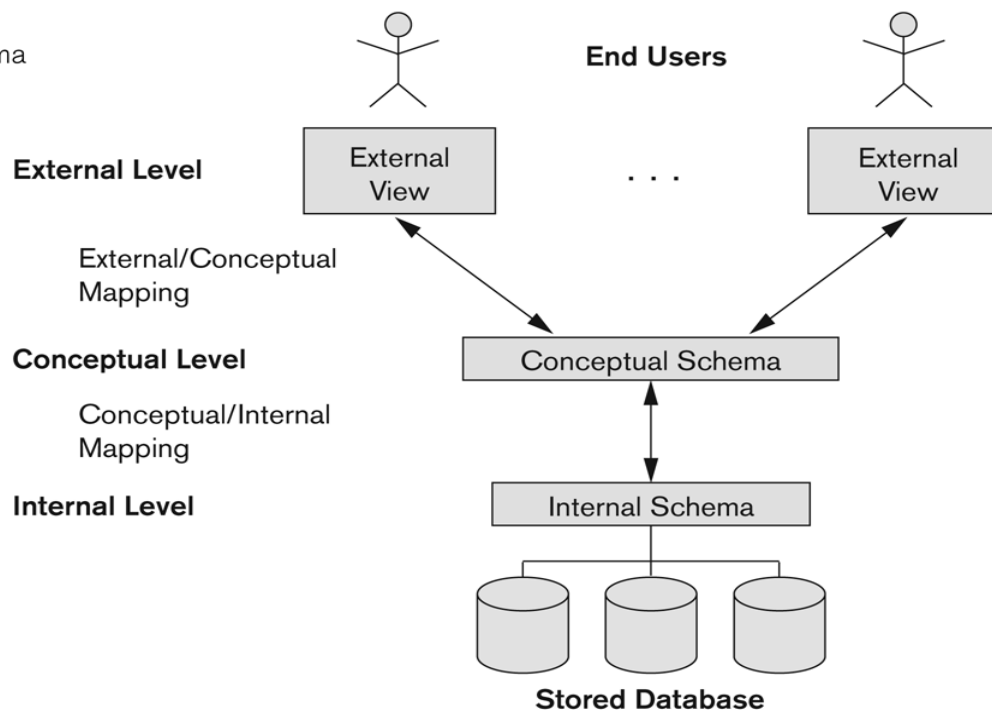 ma
End Users
External Level
External
View
. . .
External
View
External/Conceptual
Mapping
Conceptual Level
Conceptual Schema
Conceptual/Internal
Mapping
Internal Level
Internal Schema
Stored Database